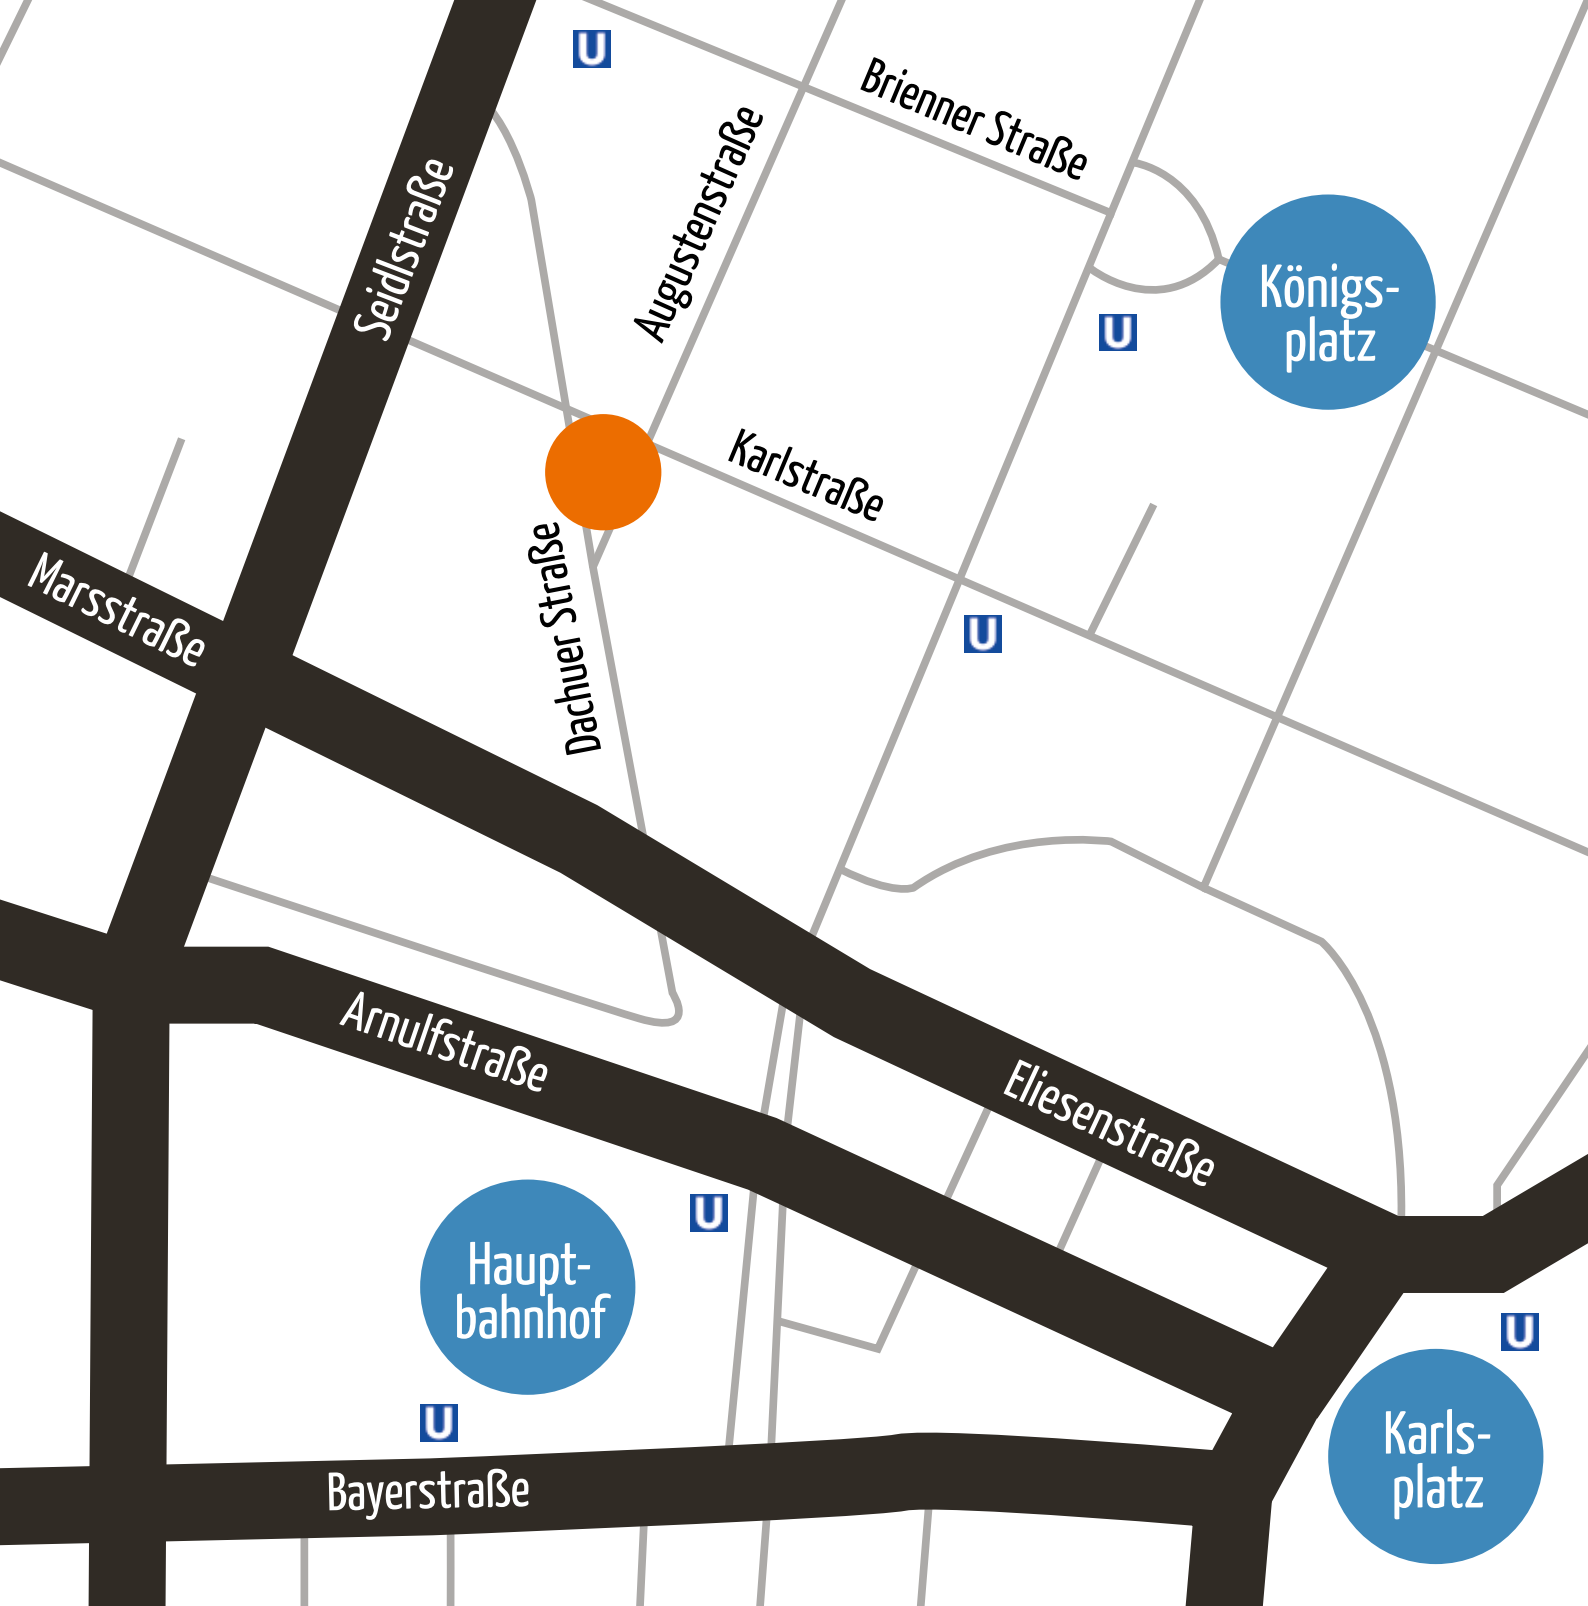 U
Brienner Straße
Augustenstraße
Seidlstraße
Königs-
platz
U
Karlstraße
Dachuer Straße
Marsstraße
U
Arnulfstraße
Eliesenstraße
U
Haupt-
bahnhof
U
Karls-
platz
U
Bayerstraße